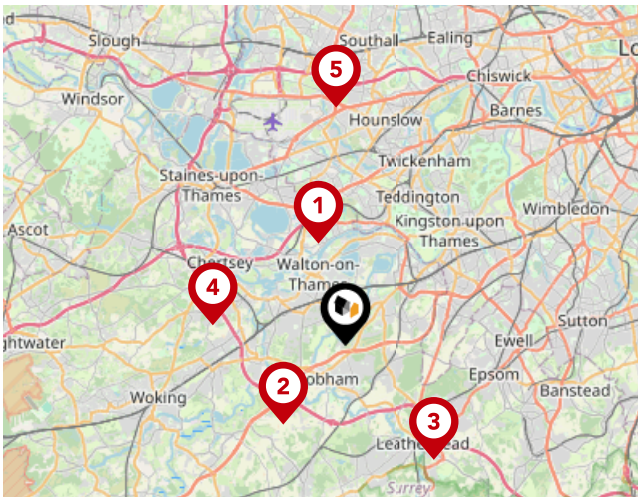 Slough
Southall
Ealing
Lo
5
Chiswick
Windsor
Barnes
Hounslow
Twickenham
Staines-upon-
Thames
Teddington
1
Kingston upon
Thames
Wimbledon
Ascot
Chertsey
Walton-on-
Thames
4
Sutton
ghtwater
Ewell
Epsom
2
obham
Banstead
Woking
3
Leatherhead
Surrey